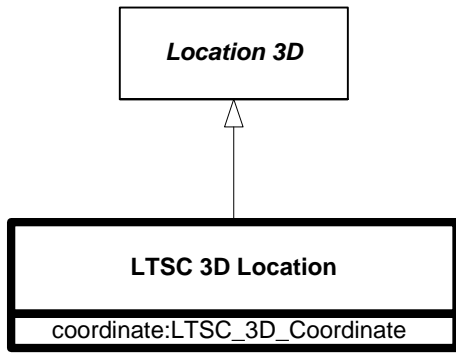 Location 3D
LTSC 3D Location
coordinate:LTSC_3D_Coordinate